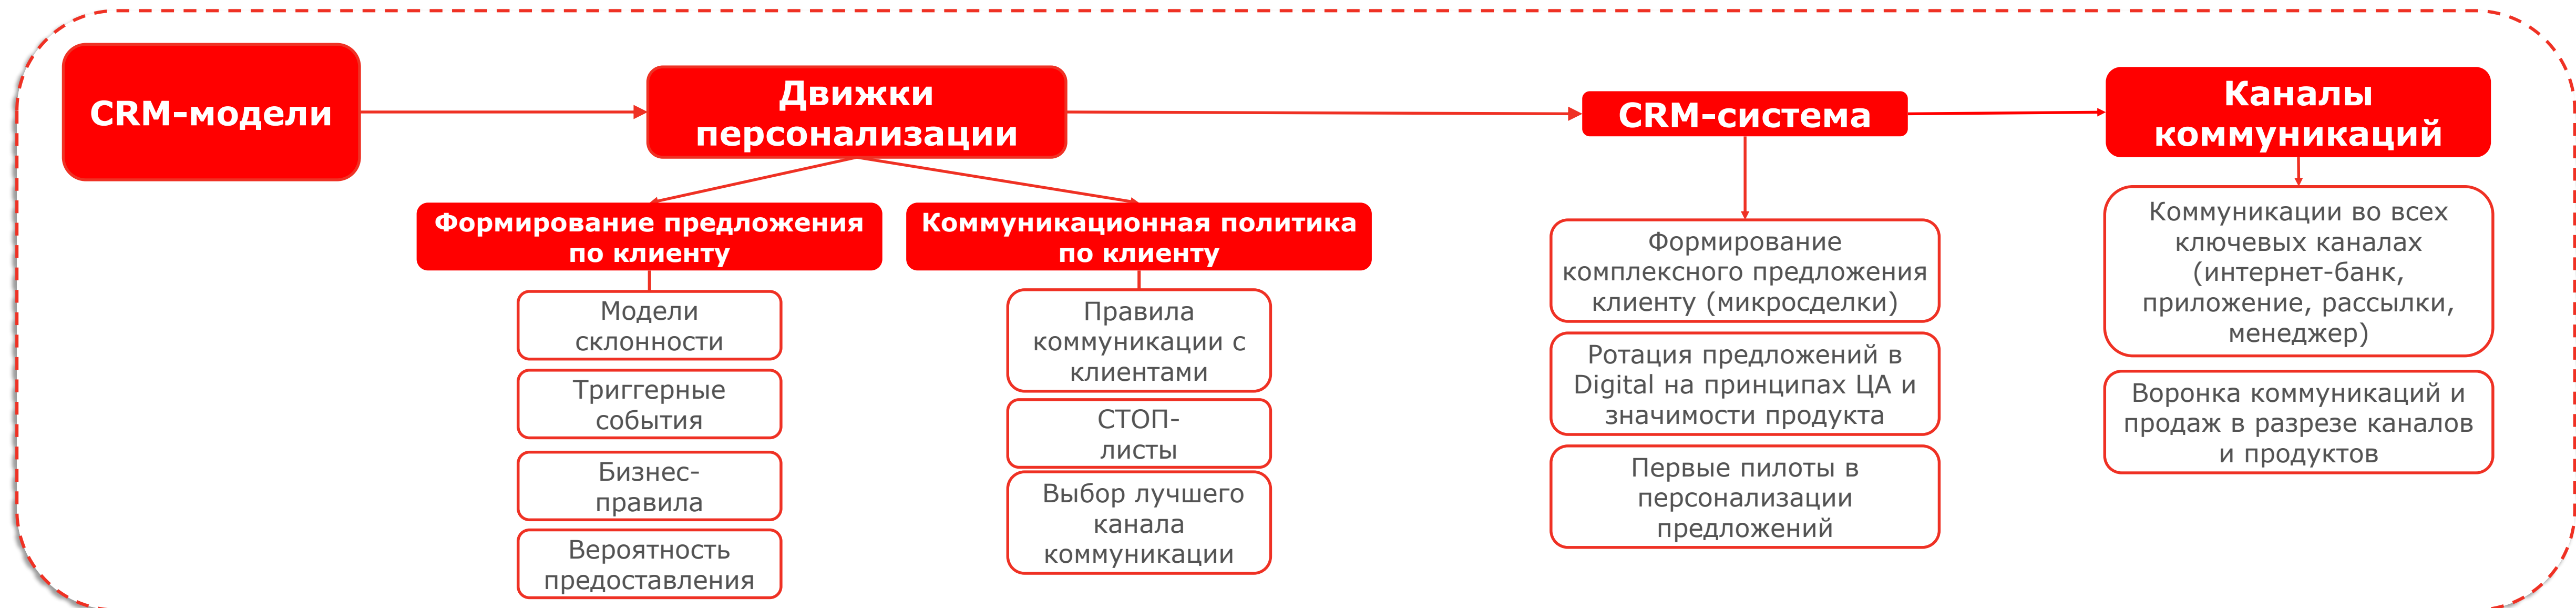 CRM-модели
Движки
персонализации
Формирование предложения
по клиенту
Модели
склонности
Триггерные
события
Бизнес-
правила
Вероятность
предоставления
Коммуникационная политика
по клиенту
Правила
коммуникации с
клиентами
СТОП-
листы
Выбор лучшего
канала
коммуникации
CRM-система
Формирование
комплексного предложения
клиенту (микросделки)
Ротация предложений в
Digital на принципах ЦА и
значимости продукта
Первые пилоты в
персонализации
предложений
Каналы
коммуникаций
Коммуникации во всех
ключевых каналах
(интернет-банк,
приложение, рассылки,
менеджер)
Воронка коммуникаций и
продаж в разрезе каналов
и продуктов